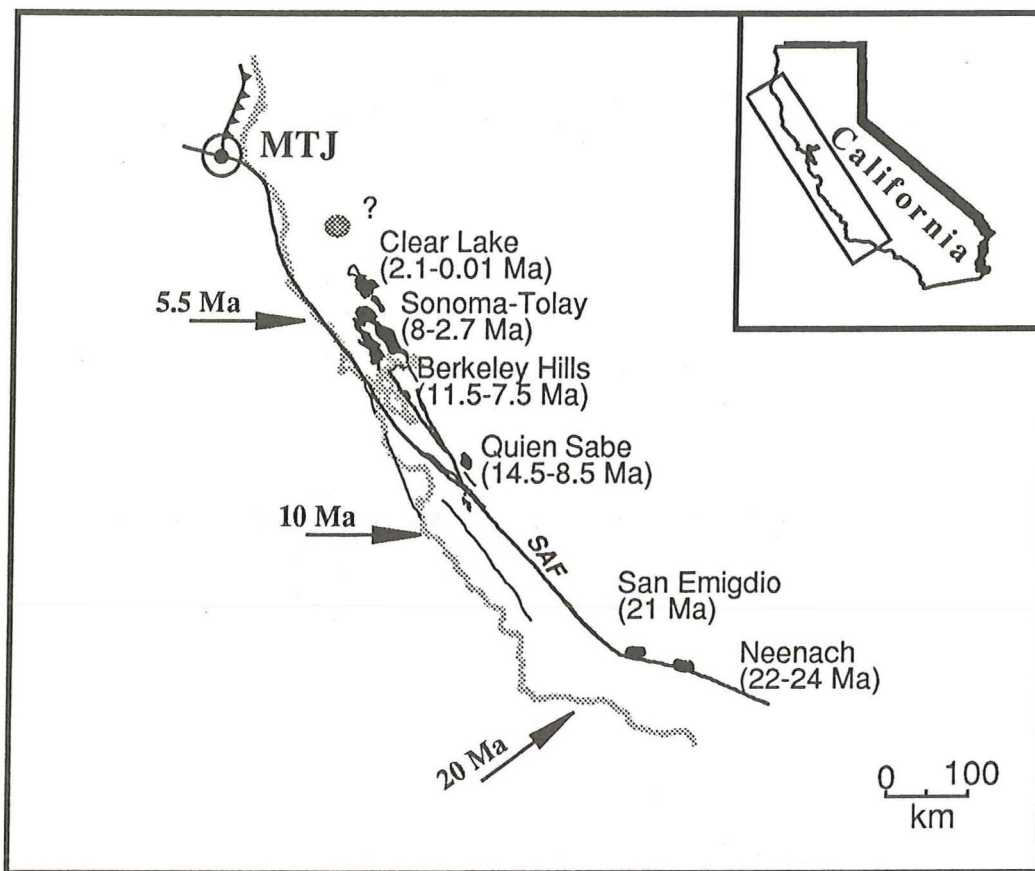 MTJ
California
?
Clear Lake
(2.1-0.01 Ma)
5.5 Ma
Sonoma-Tolay
(8-2.7 Ma)
Berkeley Hills
(11.5-7.5 Ma)
Quien Sabe
(14.5-8.5 Ma)
10 Ma
SAF
San Emigdio
(21 Ma)
Neenach
(22-24 Ma)
20 Ma
0 100
km